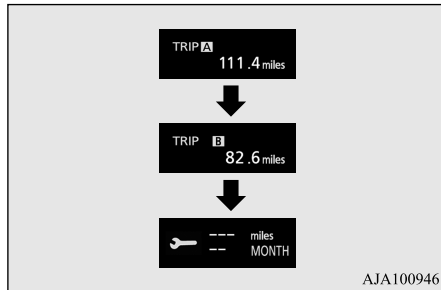 TRIP A
111.4 miles
TRIP B
82.6 miles
--- miles
-- MONTH
AJA100946